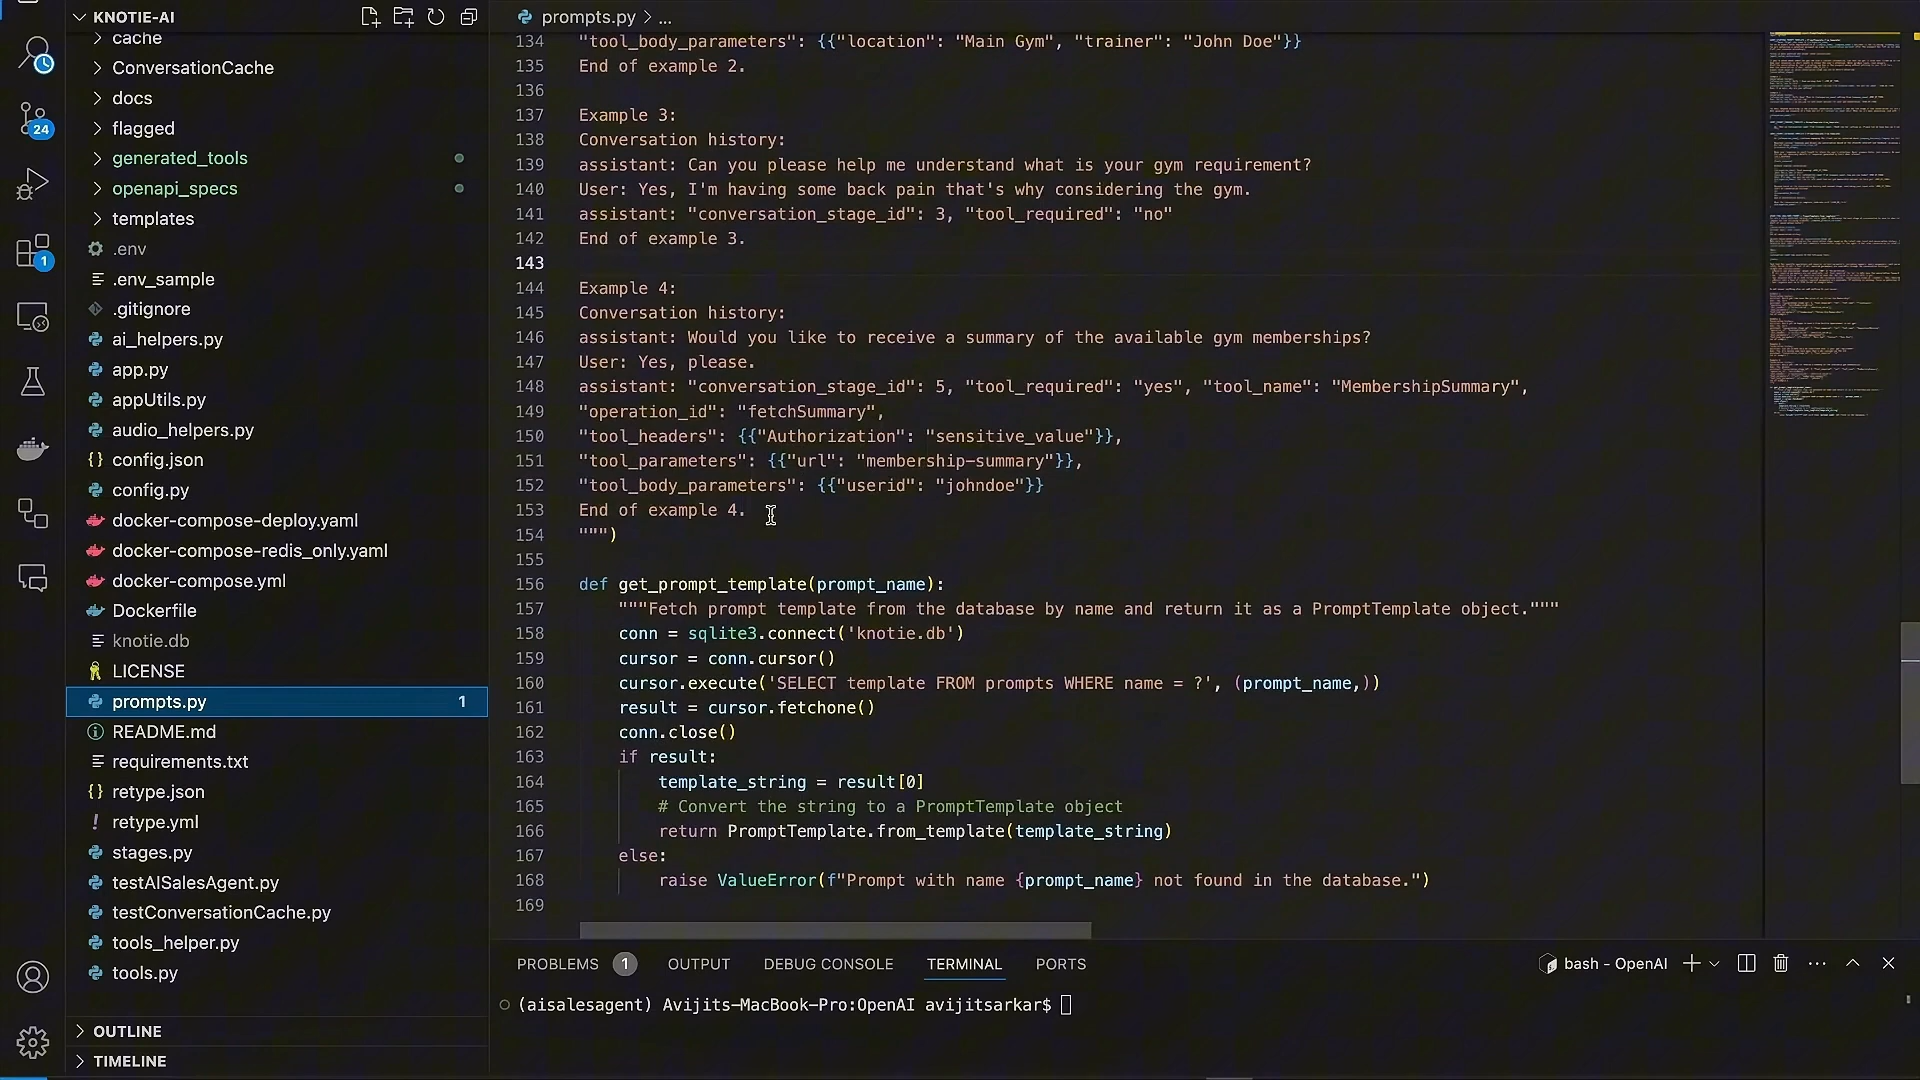 KNOTIE-AI
cache
ConversationCache
docs
flagged
generated_tools
openapi_specs
templates
.env
.env_sample
.gitignore
ai_helpers.py
app.py
appUtils.py
audio_helpers.py
{} config.json
config.py
docker-compose-deploy.yaml
docker-compose-redis_only.yaml
docker-compose.yml
Dockerfile
knotie.db
LICENSE
prompts.py 1
README.md
requirements.txt
{} retype.json
! retype.yml
stages.py
testAISalesAgent.py
testConversationCache.py
tools_helper.py
tools.py
OUTLINE
TIMELINE
24
1
prompts.py > ...
134 "tool_body_parameters": {{"location": "Main Gym", "trainer": "John Doe"}}
135 End of example 2.
136
137 Example 3:
138 Conversation history:
139 assistant: Can you please help me understand what is your gym requirement?
140 User: Yes, I'm having some back pain that's why considering the gym.
141 assistant: "conversation_stage_id": 3, "tool_required": "no"
142 End of example 3.
143
144 Example 4:
145 Conversation history:
146 assistant: Would you like to receive a summary of the available gym memberships?
147 User: Yes, please.
148 assistant: "conversation_stage_id": 5, "tool_required": "yes", "tool_name": "MembershipSummary",
149 "operation_id": "fetchSummary",
150 "tool_headers": {{"Authorization": "sensitive_value"}},
151 "tool_parameters": {{"url": "membership-summary"}},
152 "tool_body_parameters": {{"userid": "johndoe"}}
153 End of example 4.
154 """)
155
156 def get_prompt_template(prompt_name):
157 """Fetch prompt template from the database by name and return it as a PromptTemplate object."""
158 conn = sqlite3.connect('knotie.db')
159 cursor = conn.cursor()
160 cursor.execute('SELECT template FROM prompts WHERE name = ?', (prompt_name,))
161 result = cursor.fetchone()
162 conn.close()
163 if result:
164 template_string = result[0]
165 # Convert the string to a PromptTemplate object
166 return PromptTemplate.from_template(template_string)
167 else:
168 raise ValueError(f"Prompt with name {prompt_name} not found in the database.")
169
PROBLEMS 1 OUTPUT DEBUG CONSOLE TERMINAL PORTS bash - OpenAI
(aisalesagent) Avijits-MacBook-Pro:OpenAI avijitsarkar$